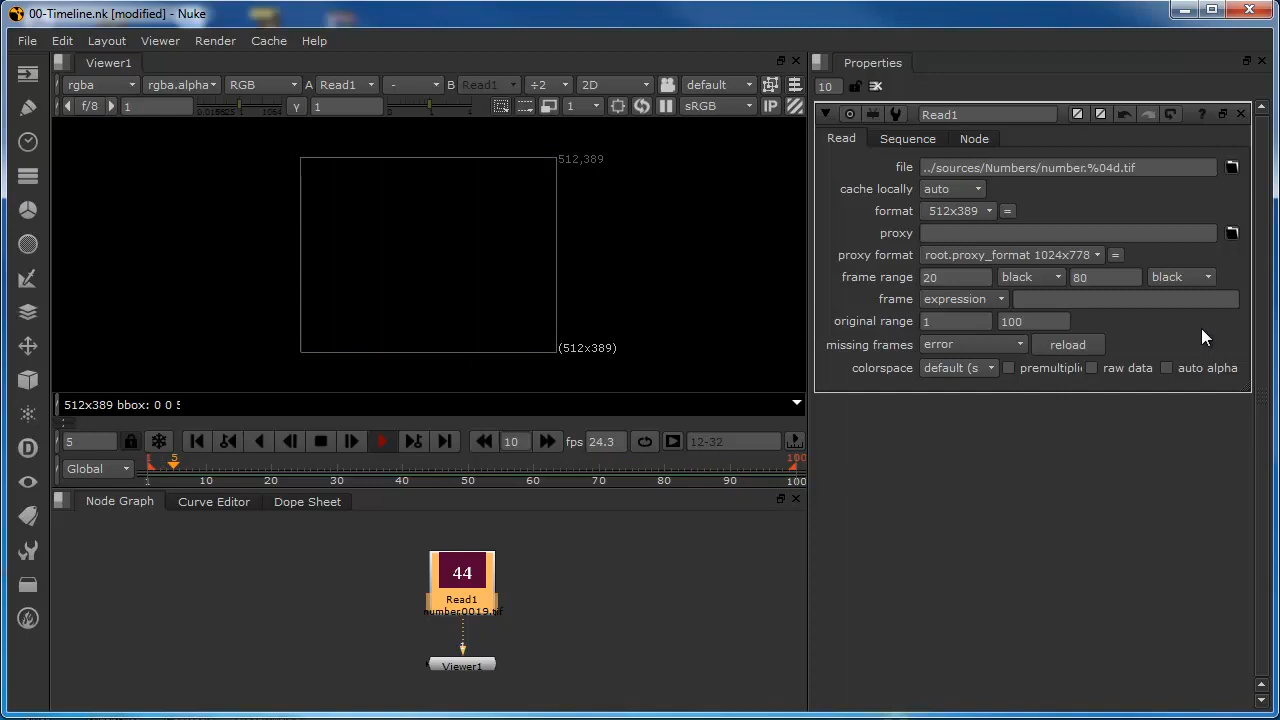 00-Timeline.nk [modified] - Nuke
File Edit Layout Viewer Render Cache Help
Viewer1
rgba rgba.alpha RGB A Read1 - B Read1 ÷2 2D default
f/8 1 γ 1 1 sRGB IP
512,389
(512x389)
512x389 bbox: 0 0 5
5 10 fps 24.3 12-32
Global 1 5 100
1 10 20 30 40 50 60 70 80 90 100
Node Graph Curve Editor Dope Sheet
44
Read1
number.0019.tif
Viewer1
Properties
10
Read1
Read Sequence Node
file ../sources/Numbers/number.%04d.tif
cache locally auto
format 512x389 =
proxy
proxy format root.proxy_format 1024x778 =
frame range 20 black 80 black
frame expression
original range 1 100
missing frames error reload
colorspace default (s premultipli raw data auto alpha